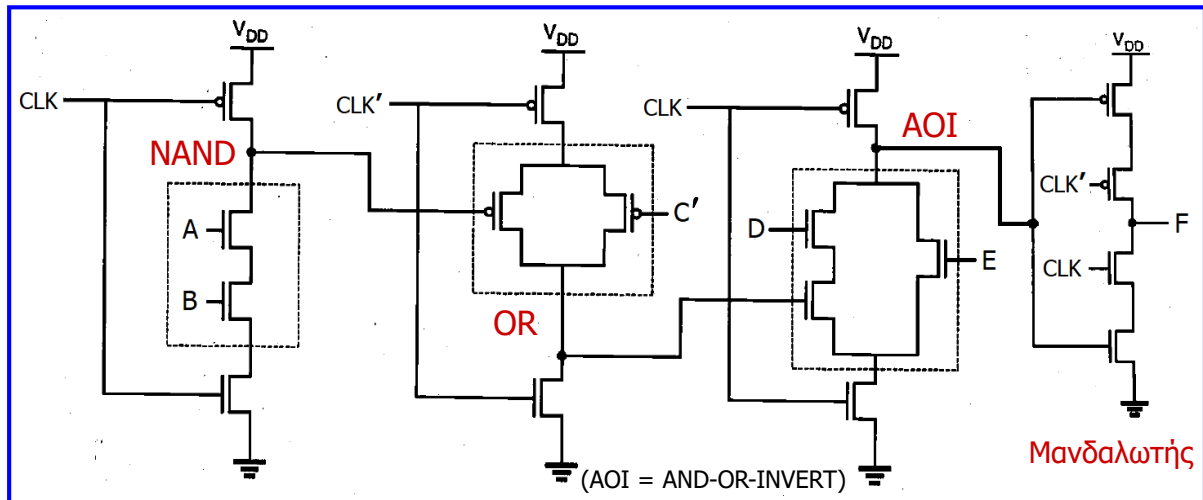 V_DD
V_DD
V_DD
V_DD
CLK
CLK′
CLK
NAND
AOI
A
B
C′
D
E
CLK′
F
CLK
OR
(AOI = AND-OR-INVERT)
Μανδαλωτής